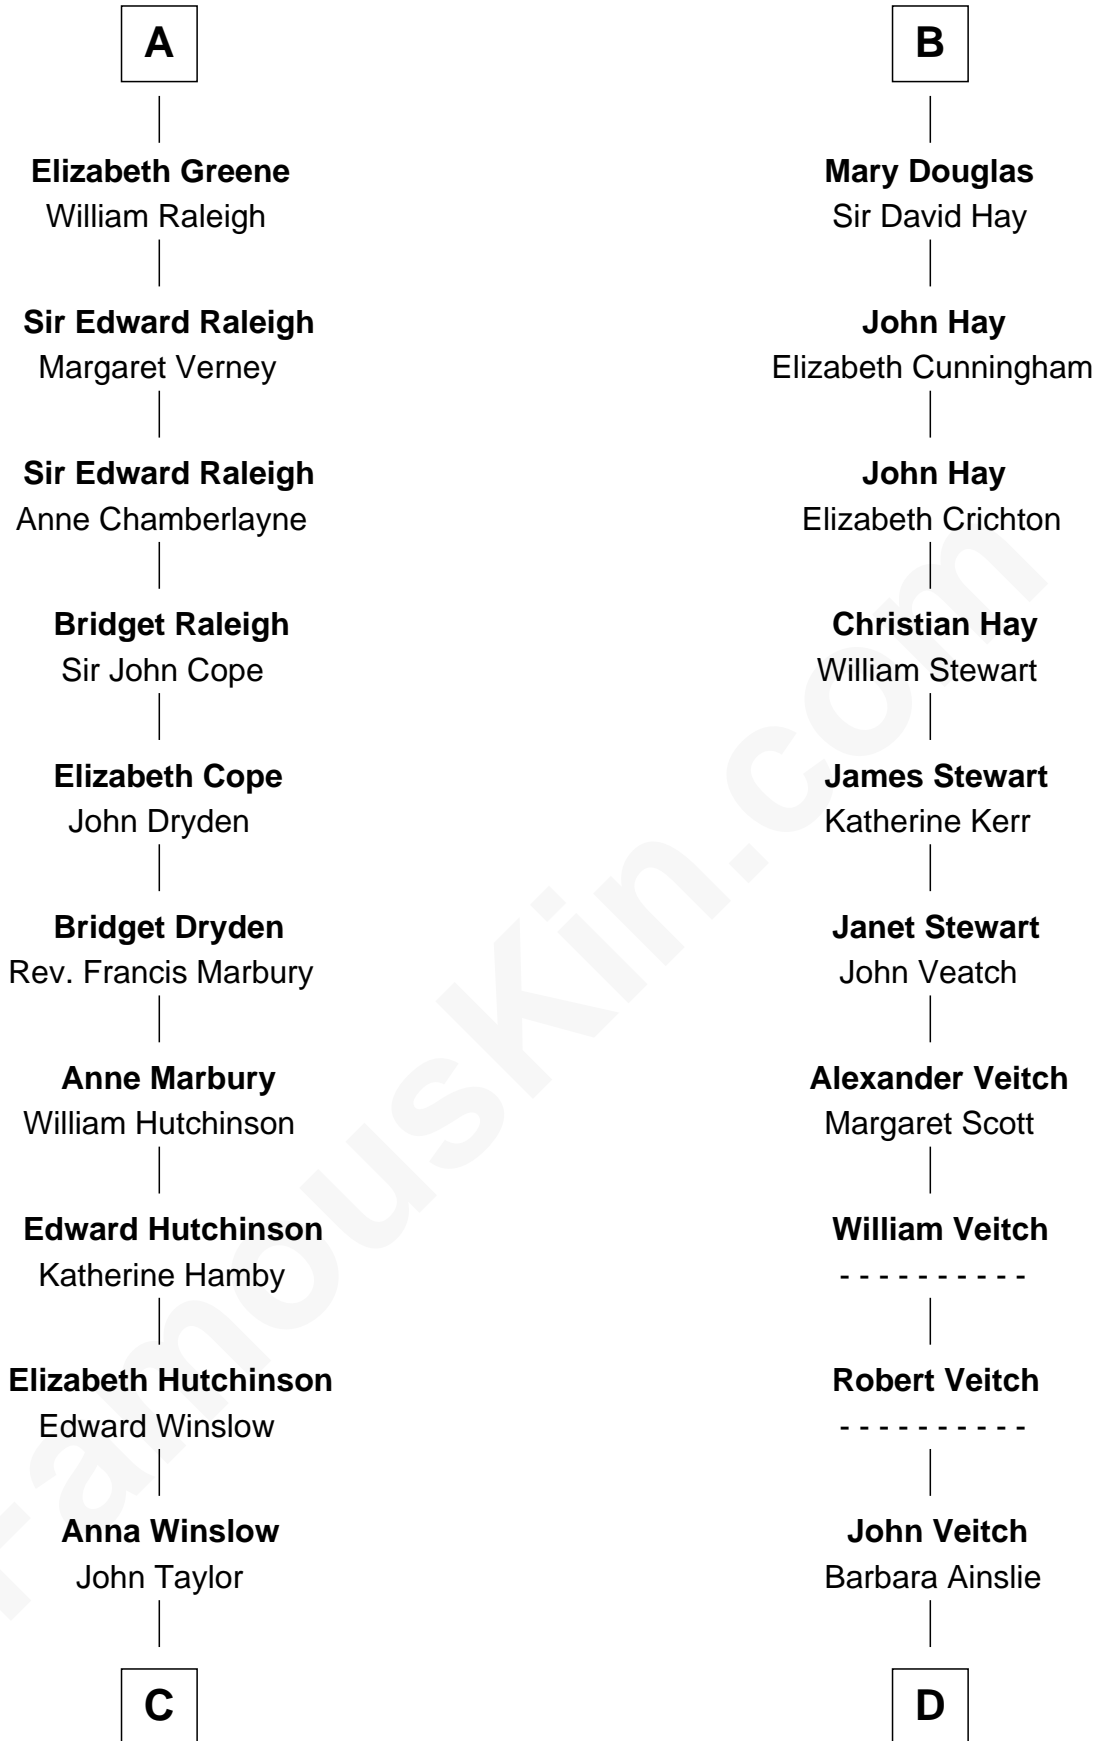 A
Elizabeth Greene
William Raleigh
Sir Edward Raleigh
Margaret Verney
Sir Edward Raleigh
Anne Chamberlayne
Bridget Raleigh
Sir John Cope
Elizabeth Cope
John Dryden
Bridget Dryden
Rev. Francis Marbury
Anne Marbury
William Hutchinson
Edward Hutchinson
Katherine Hamby
Elizabeth Hutchinson
Edward Winslow
Anna Winslow
John Taylor
C
B
Mary Douglas
Sir David Hay
John Hay
Elizabeth Cunningham
John Hay
Elizabeth Crichton
Christian Hay
William Stewart
James Stewart
Katherine Kerr
Janet Stewart
John Veatch
Alexander Veitch
Margaret Scott
William Veitch
- - - - - - - - - -
Robert Veitch
- - - - - - - - - -
John Veitch
Barbara Ainslie
D
FamousKin.com